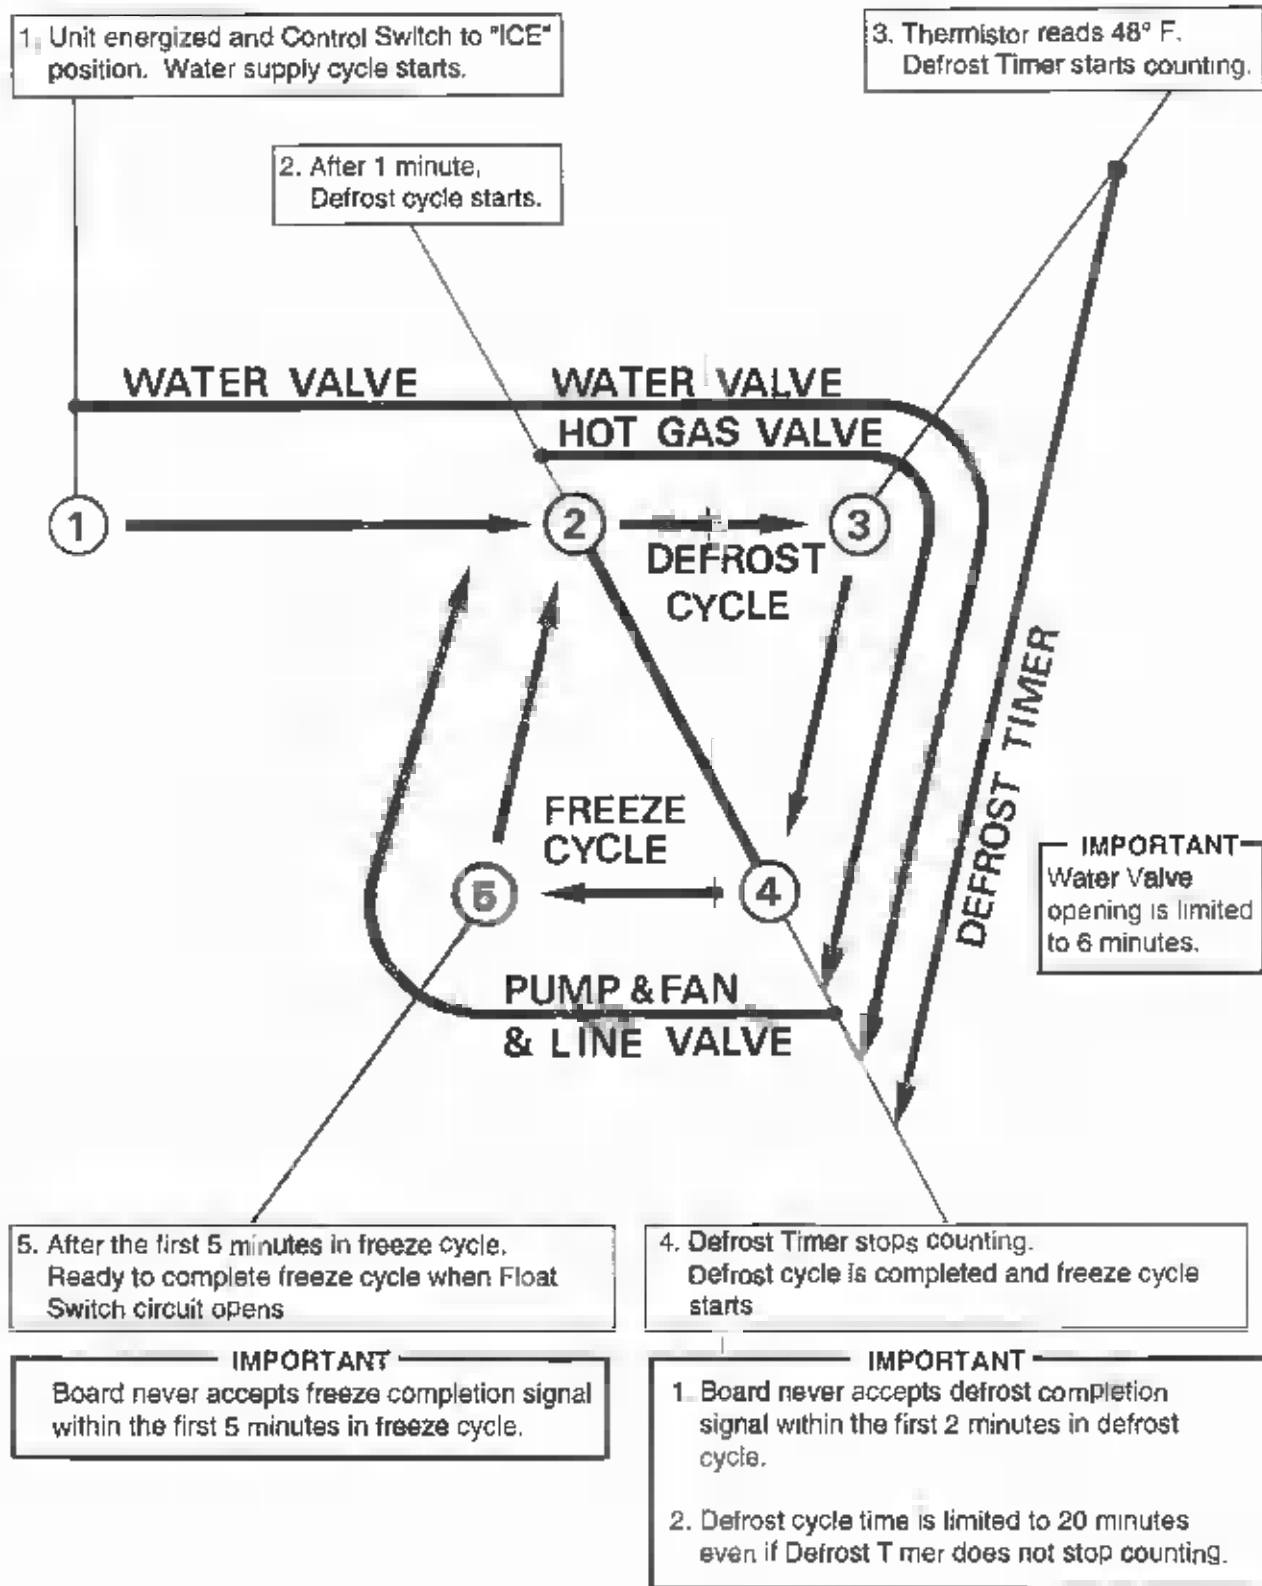 1. Unit energized and Control Switch to "ICE"
position. Water supply cycle starts.
3. Thermistor reads 48° F.
Defrost Timer starts counting.
2. After 1 minute,
Defrost cycle starts.
WATER VALVE
WATER VALVE
HOT GAS VALVE
1
2
3
DEFROST
CYCLE
DEFROST TIMER
FREEZE
CYCLE
5
4
IMPORTANT
Water Valve
opening is limited
to 6 minutes.
PUMP & FAN
& LINE VALVE
5. After the first 5 minutes in freeze cycle.
Ready to complete freeze cycle when Float
Switch circuit opens
4. Defrost Timer stops counting.
Defrost cycle is completed and freeze cycle
starts
IMPORTANT
Board never accepts freeze completion signal
within the first 5 minutes in freeze cycle.
IMPORTANT
1. Board never accepts defrost completion
signal within the first 2 minutes in defrost
cycle.
2. Defrost cycle time is limited to 20 minutes
even if Defrost T mer does not stop counting.